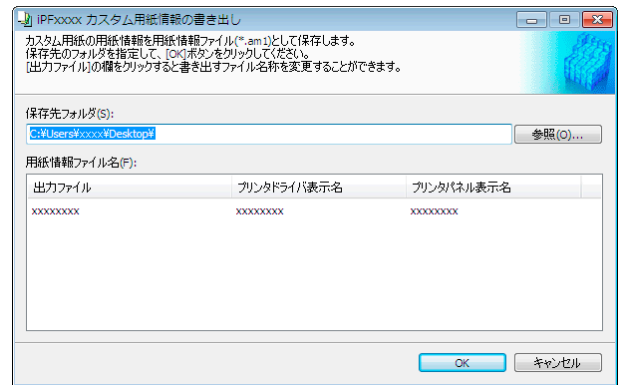 iPFxxxx カスタム用紙情報の書き出し
カスタム用紙の用紙情報を用紙情報ファイル(*.am1)として保存します。
保存先のフォルダを指定して、[OK]ボタンをクリックしてください。
[出力ファイル]の欄をクリックすると書き出すファイル名称を変更することができます。
保存先フォルダ(S):
C:¥Users¥xxxx¥Desktop¥
参照(O)...
用紙情報ファイル名(F):
出力ファイル プリンタドライバ表示名 プリンタパネル表示名
xxxxxxxx xxxxxxxx xxxxxxxx
OK キャンセル